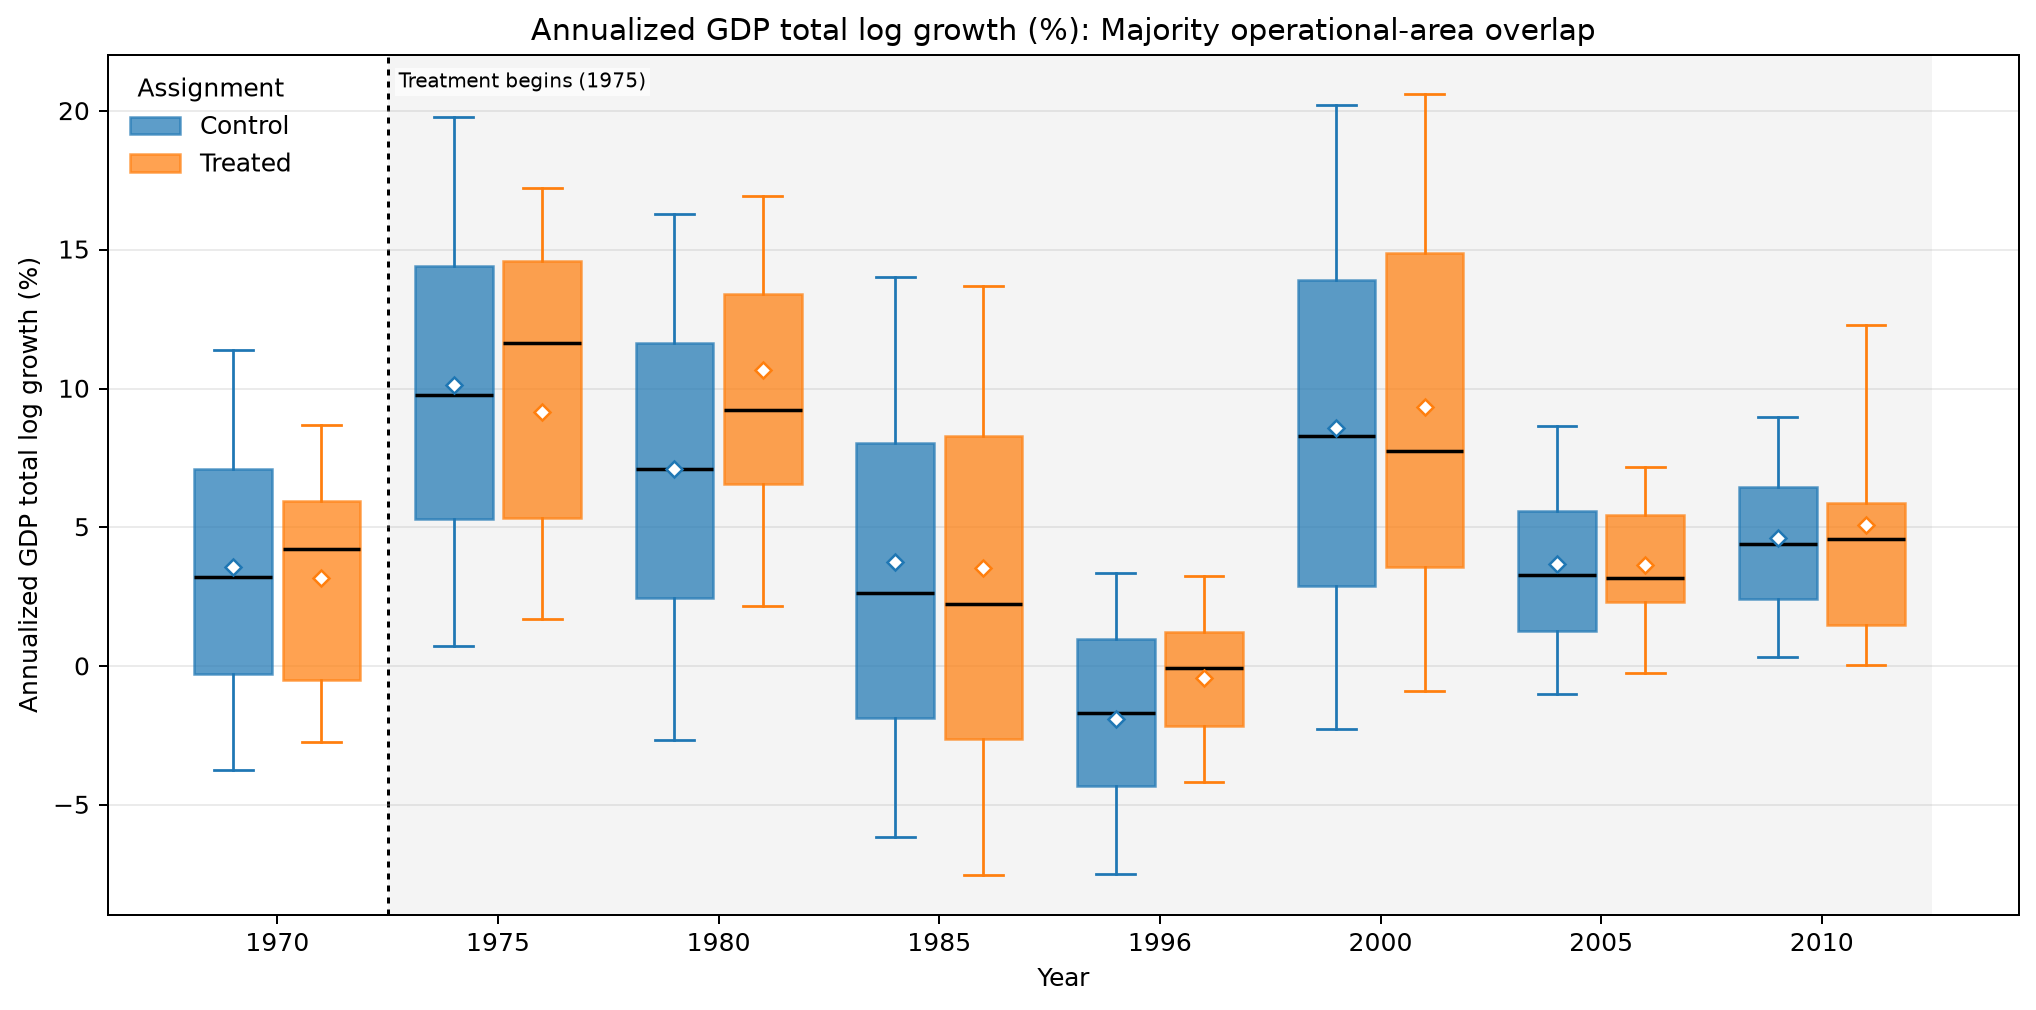 Annualized GDP total log growth (%): Majority operational-area overlap
Treatment begins (1975)
Assignment
Control
Treated
Annualized GDP total log growth (%)
20
15
10
5
0
−5
1970 1975 1980 1985 1996 2000 2005 2010
Year